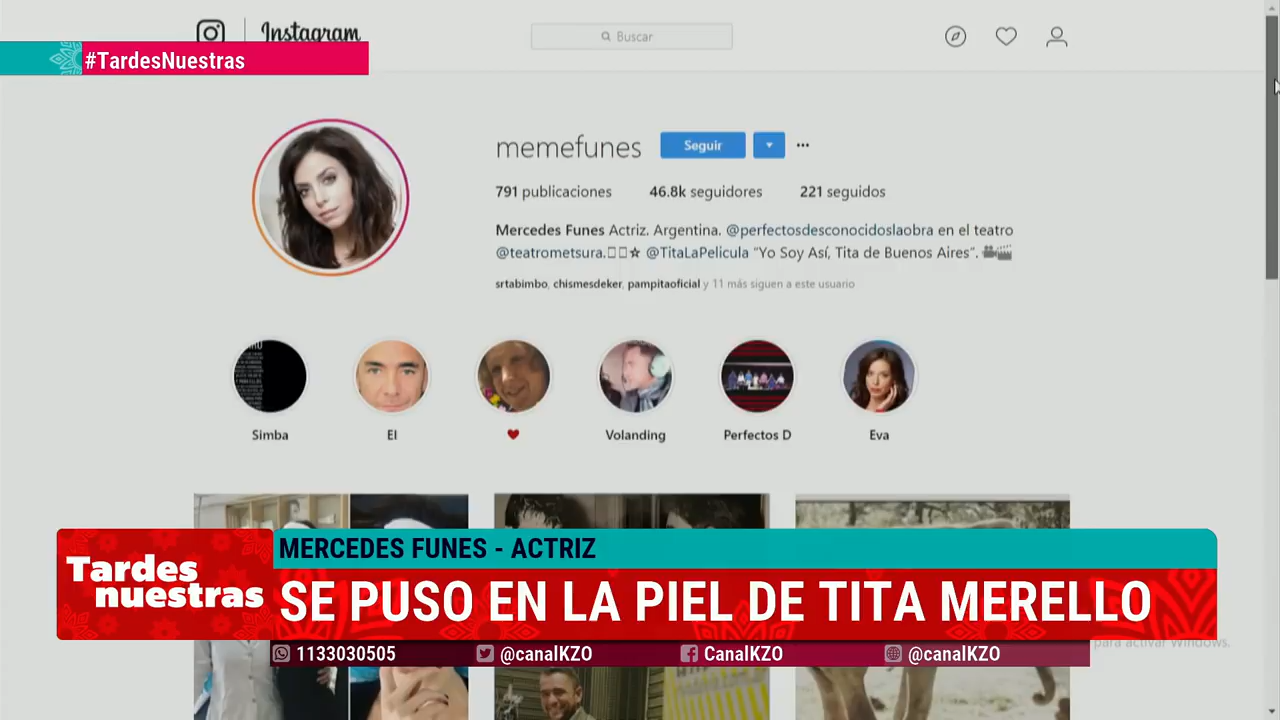 Instagram
Buscar
#TardesNuestras
memefunes Seguir
791 publicaciones 46.8k seguidores 221 seguidos
Mercedes Funes Actriz. Argentina. @perfectosdesconocidoslaobra en el teatro
@teatrometsura. @TitaLaPelicula "Yo Soy Así, Tita de Buenos Aires".
srtabimbo, chismesdeker, pampitaoficial y 11 más siguen a este usuario
Simba El Volanding Perfectos D Eva
MERCEDES FUNES - ACTRIZ
Tardes
nuestras
SE PUSO EN LA PIEL DE TITA MERELLO
para activar Windows.
1133030505 @canalKZO CanalKZO @canalKZO